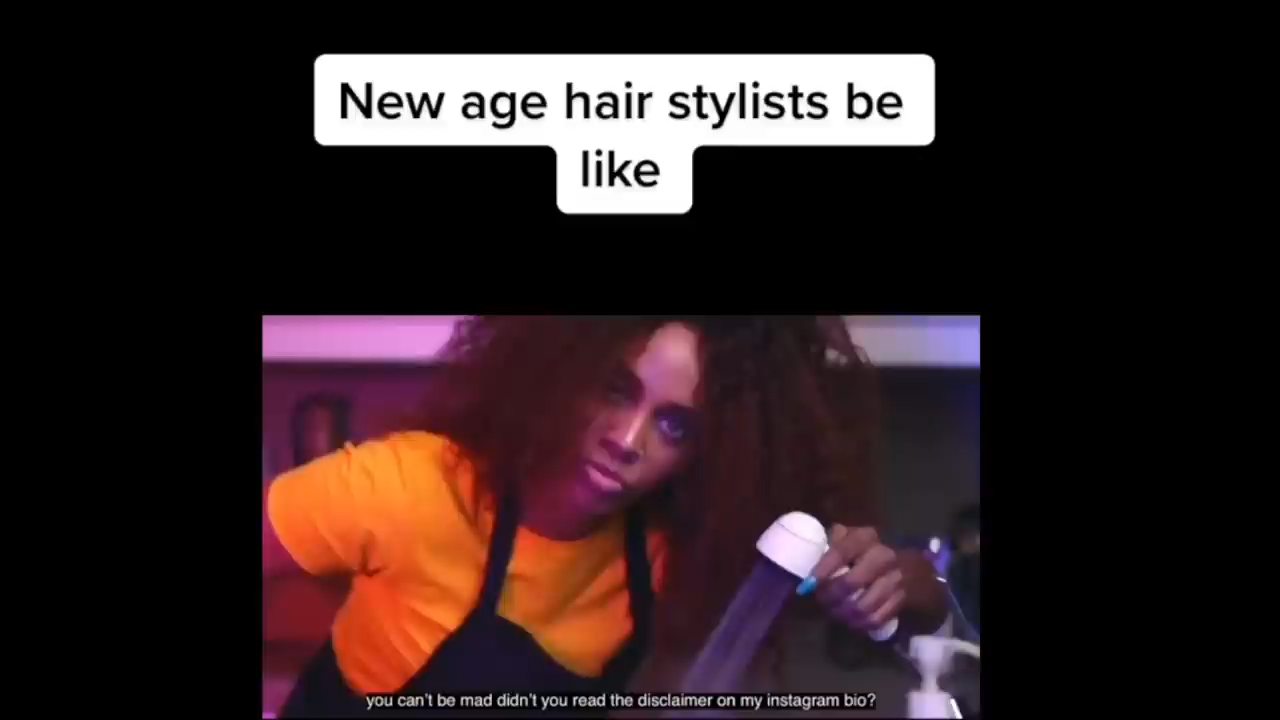 New age hair stylists be
like
you can't be mad didn't you read the disclaimer on my instagram bio?